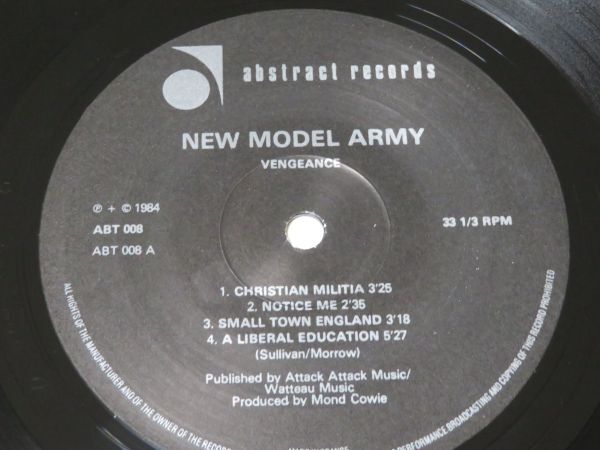 abstract records
NEW MODEL ARMY
VENGEANCE
℗ + © 1984
ABT 008
ABT 008 A
33 1/3 RPM
1. CHRISTIAN MILITIA 3'25
2. NOTICE ME 2'35
3. SMALL TOWN ENGLAND 3'18
4. A LIBERAL EDUCATION 5'27
(Sullivan/Morrow)
Published by Attack Attack Music/
Watteau Music
Produced by Mond Cowie
ALL RIGHTS OF THE MANUFACTURER AND OF THE OWNER OF THE RECORDED
PERFORMANCE BROADCASTING AND COPYING OF THIS RECORD PROHIBITED